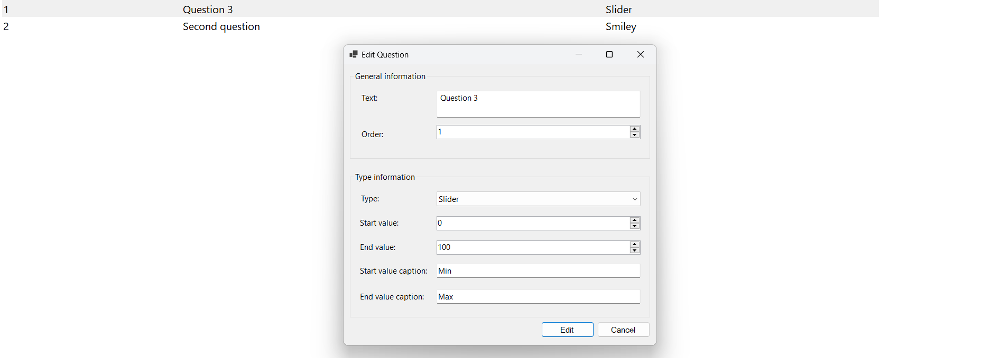 1 Question 3 Slider
2 Second question Smiley
Edit Question
General information
Text: Question 3
Order: 1
Type information
Type: Slider
Start value: 0
End value: 100
Start value caption: Min
End value caption: Max
Edit Cancel